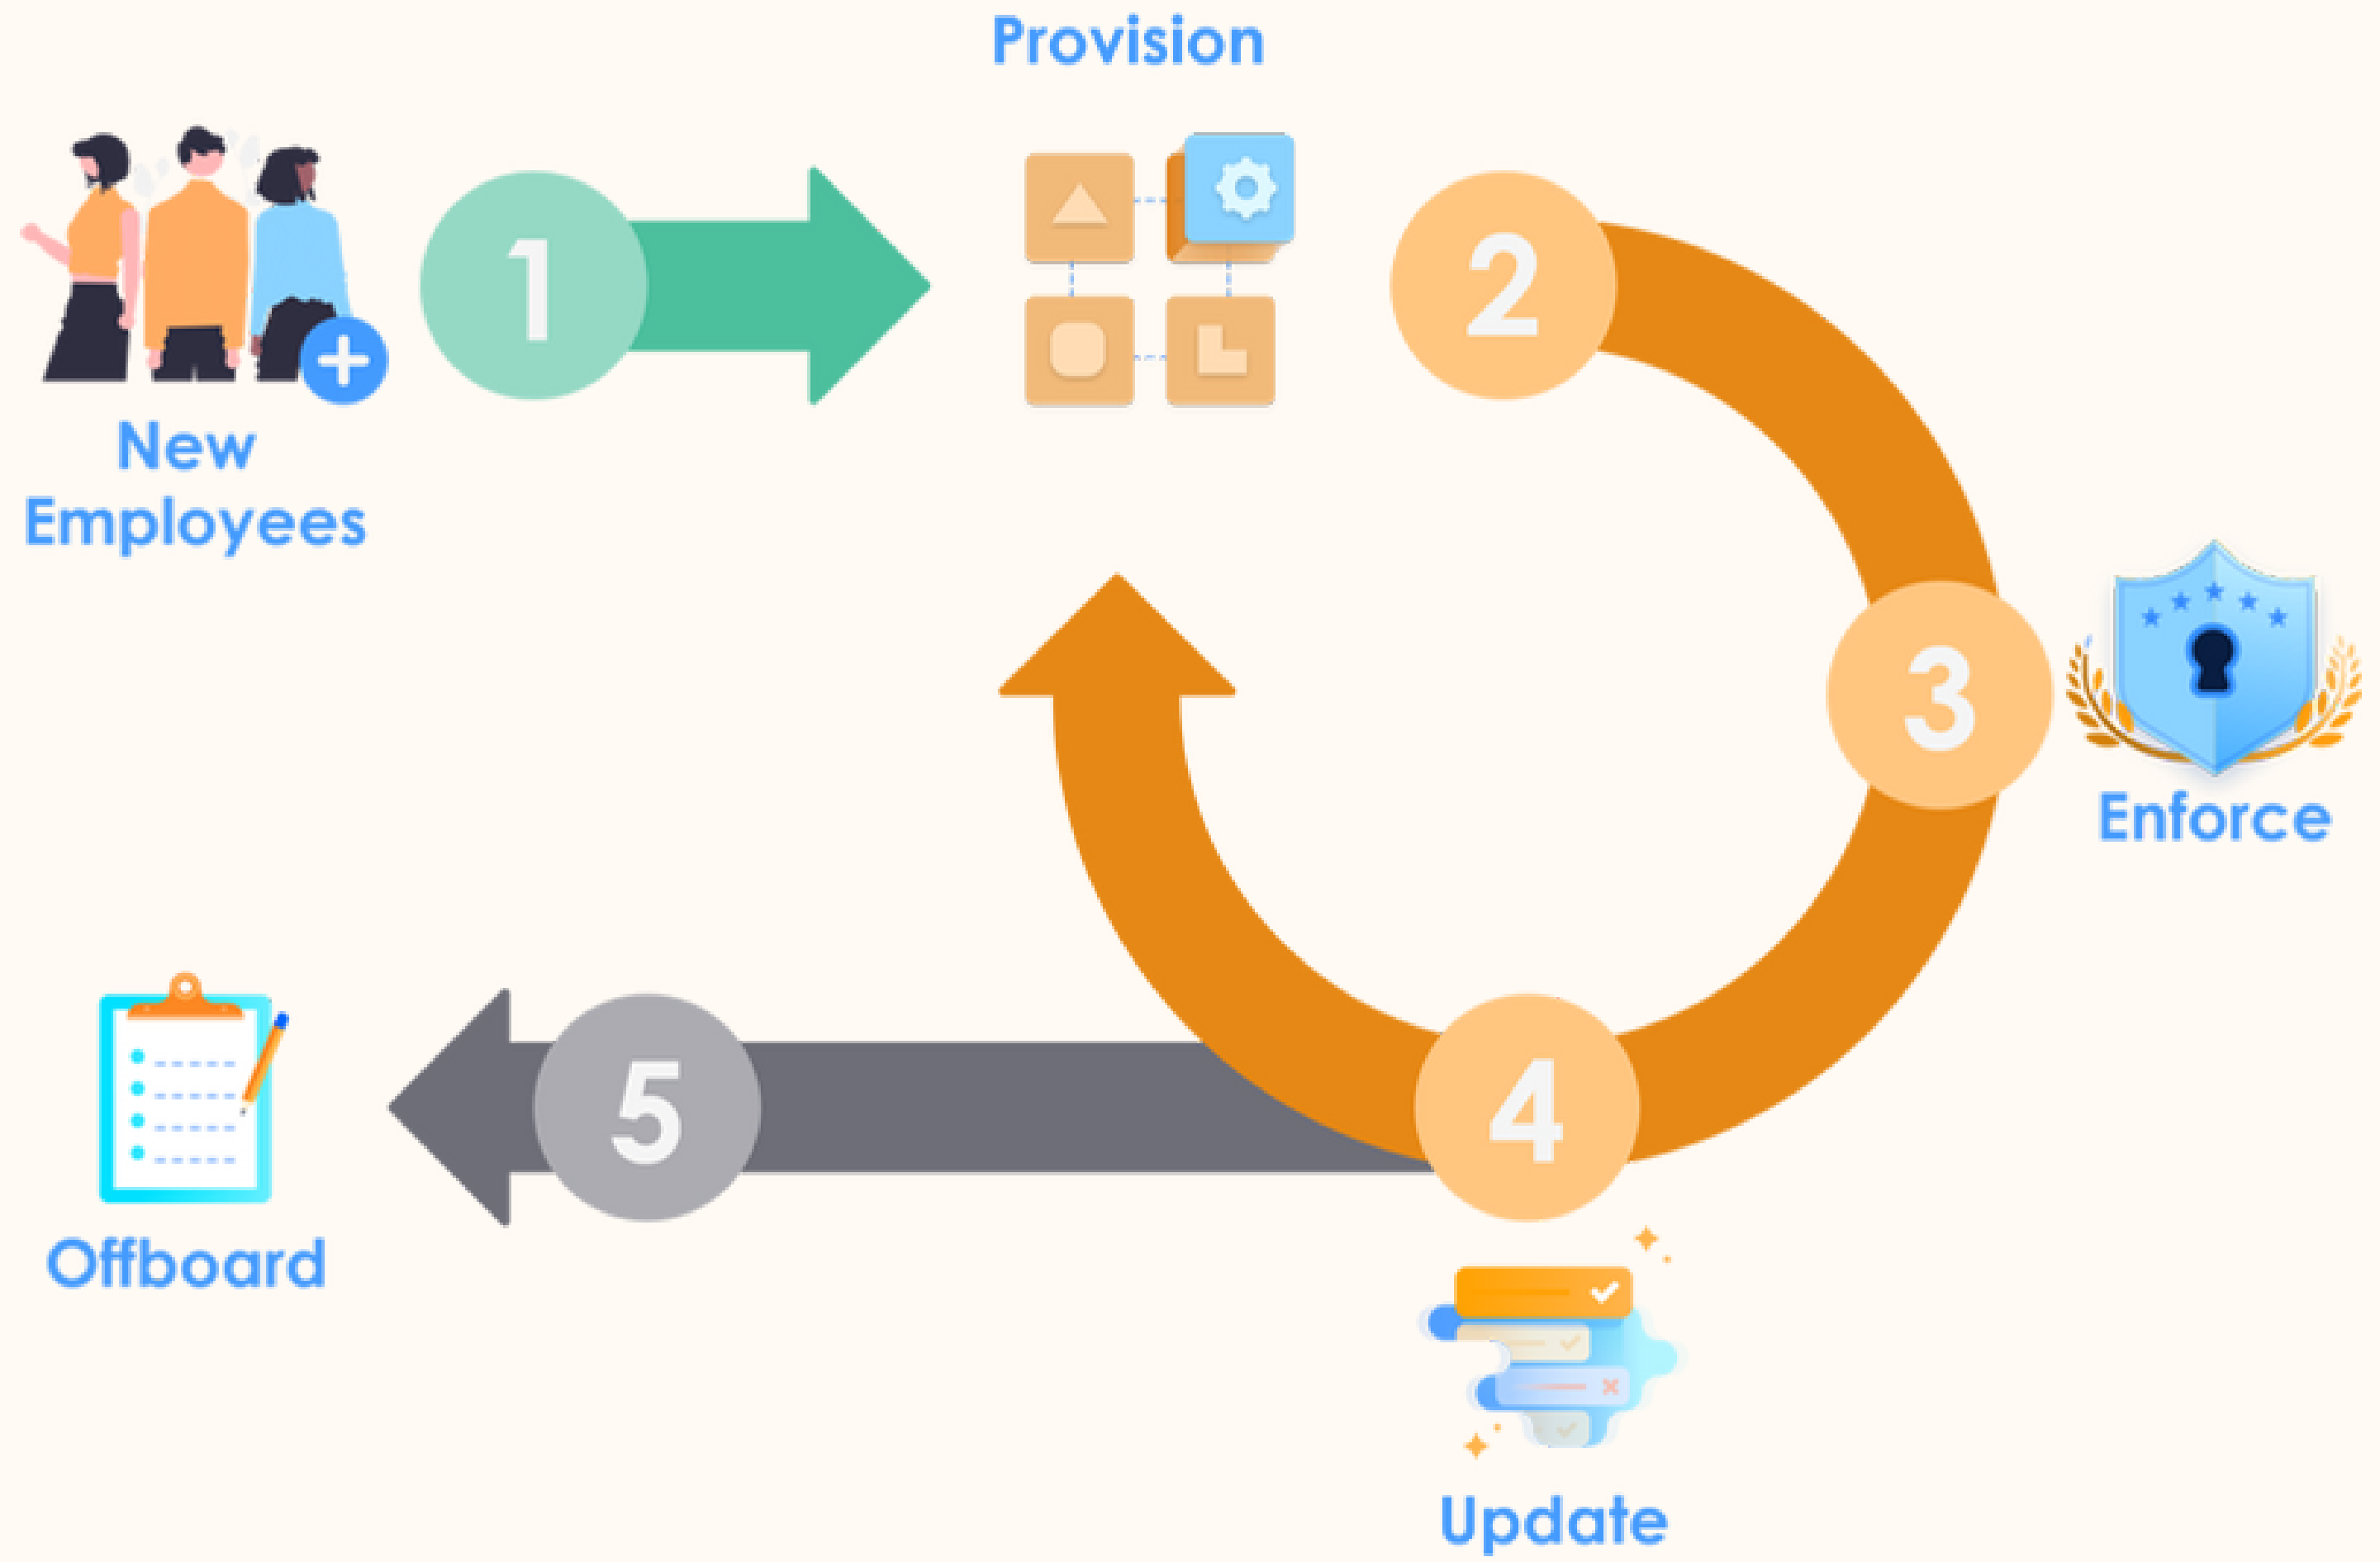 Provision
1
2
New
Employees
3
Enforce
5
4
Offboard
Update